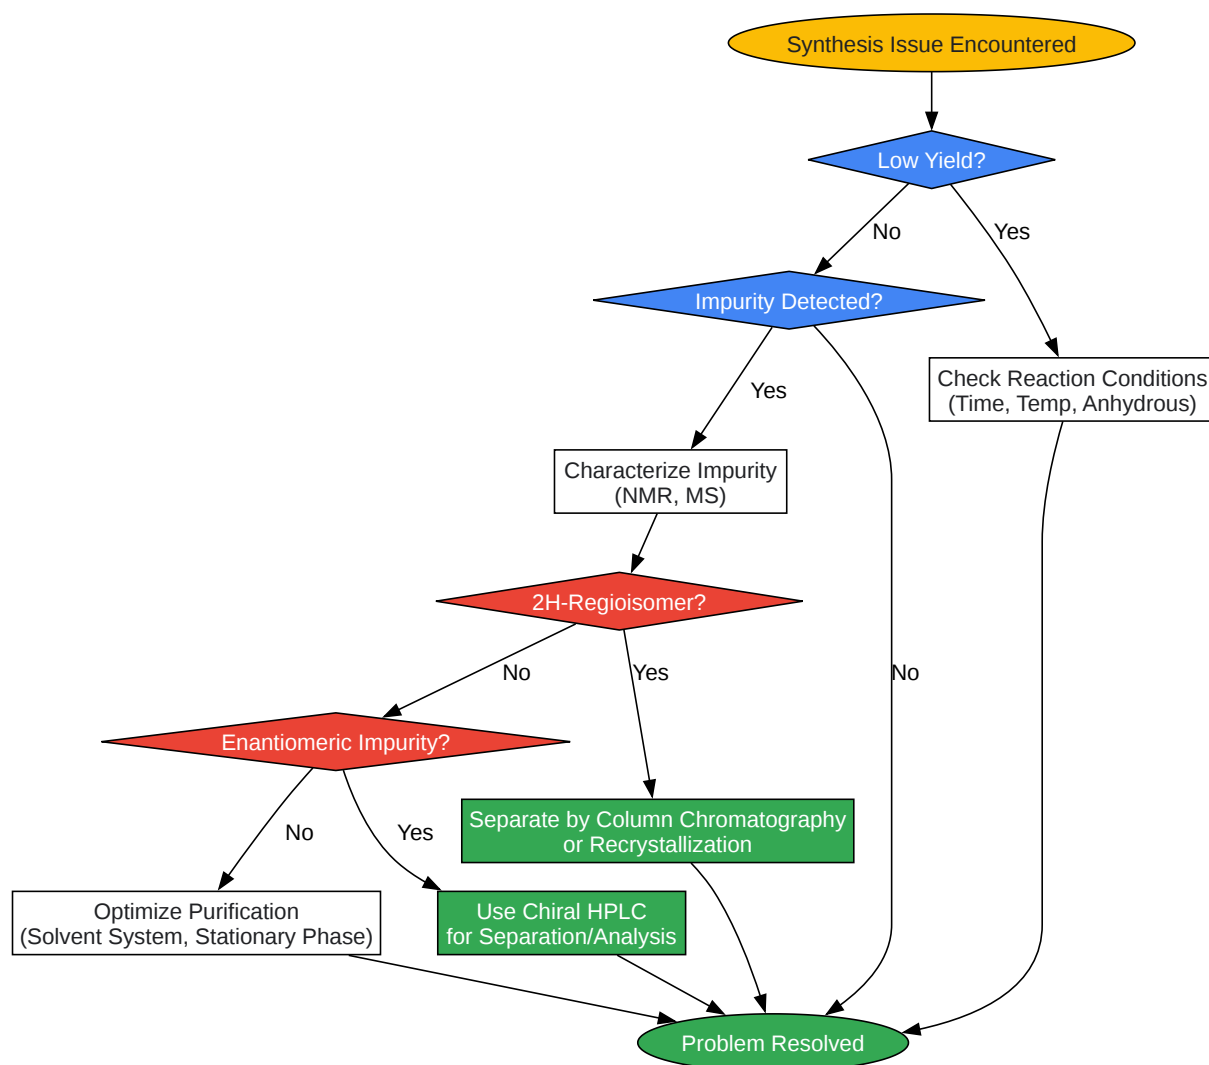 Synthesis Issue Encountered
Low Yield?
No
Yes
Impurity Detected?
Check Reaction Conditions
(Time, Temp, Anhydrous)
Yes
Characterize Impurity
(NMR, MS)
2H-Regioisomer?
No
Yes
No
Enantiomeric Impurity?
Separate by Column Chromatography
or Recrystallization
No
Yes
Optimize Purification
(Solvent System, Stationary Phase)
Use Chiral HPLC
for Separation/Analysis
Problem Resolved